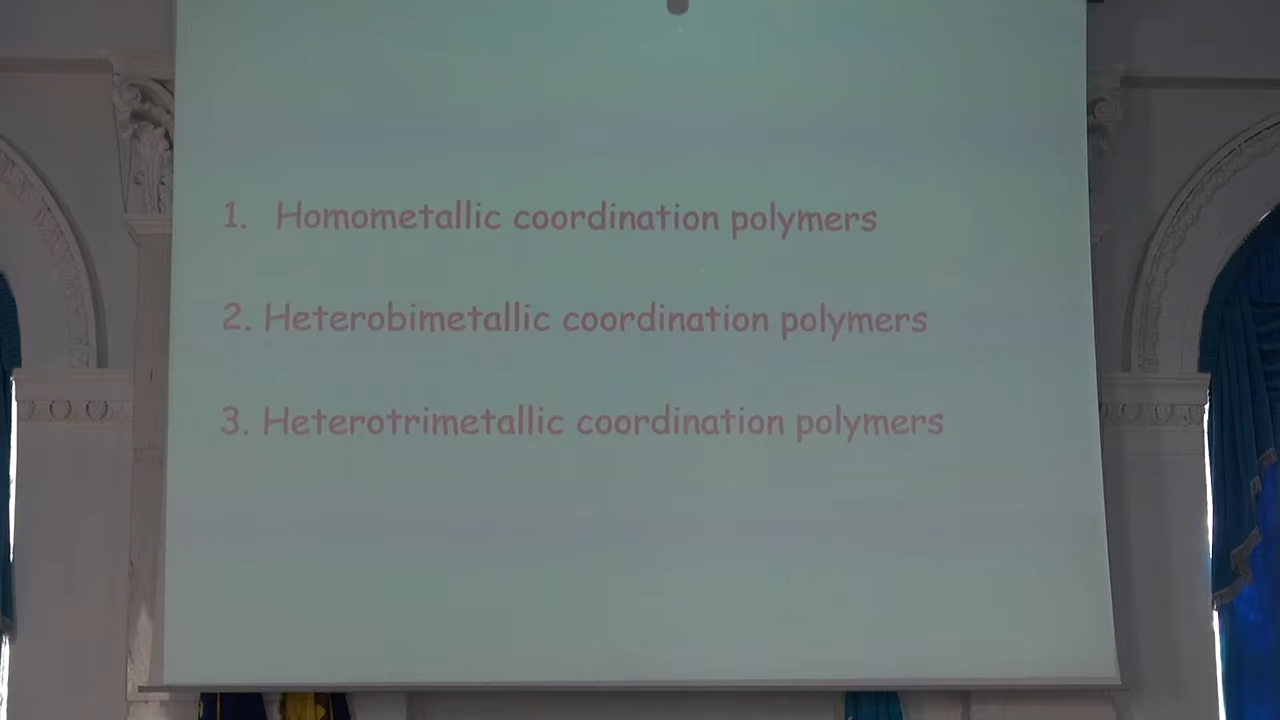 1. Homometallic coordination polymers
2. Heterobimetallic coordination polymers
3. Heterotrimetallic coordination polymers